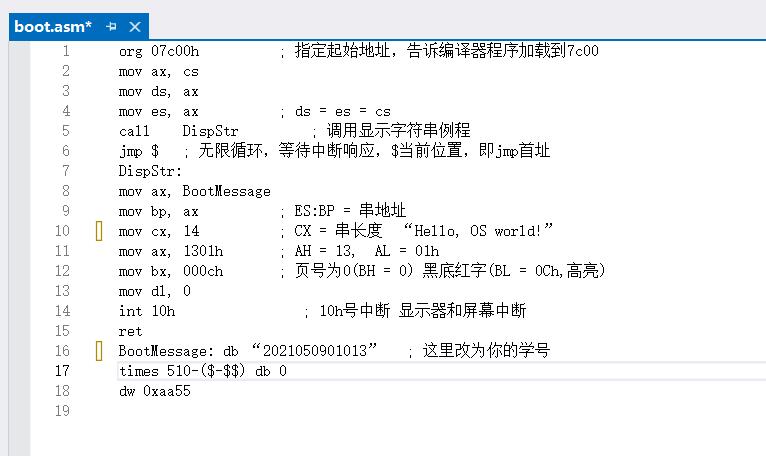 boot.asm*
1 org 07c00h ; 指定起始地址，告诉编译器程序加载到7c00
2 mov ax, cs
3 mov ds, ax
4 mov es, ax ; ds = es = cs
5 call DispStr ; 调用显示字符串例程
6 jmp $ ; 无限循环，等待中断响应，$当前位置，即jmp首址
7 DispStr:
8 mov ax, BootMessage
9 mov bp, ax ; ES:BP = 串地址
10 mov cx, 14 ; CX = 串长度 “Hello, OS world!”
11 mov ax, 1301h ; AH = 13, AL = 01h
12 mov bx, 000ch ; 页号为0(BH = 0) 黑底红字(BL = 0Ch,高亮)
13 mov dl, 0
14 int 10h ; 10h号中断 显示器和屏幕中断
15 ret
16 BootMessage: db “2021050901013” ; 这里改为你的学号
17 times 510-($-$$) db 0
18 dw 0xaa55
19